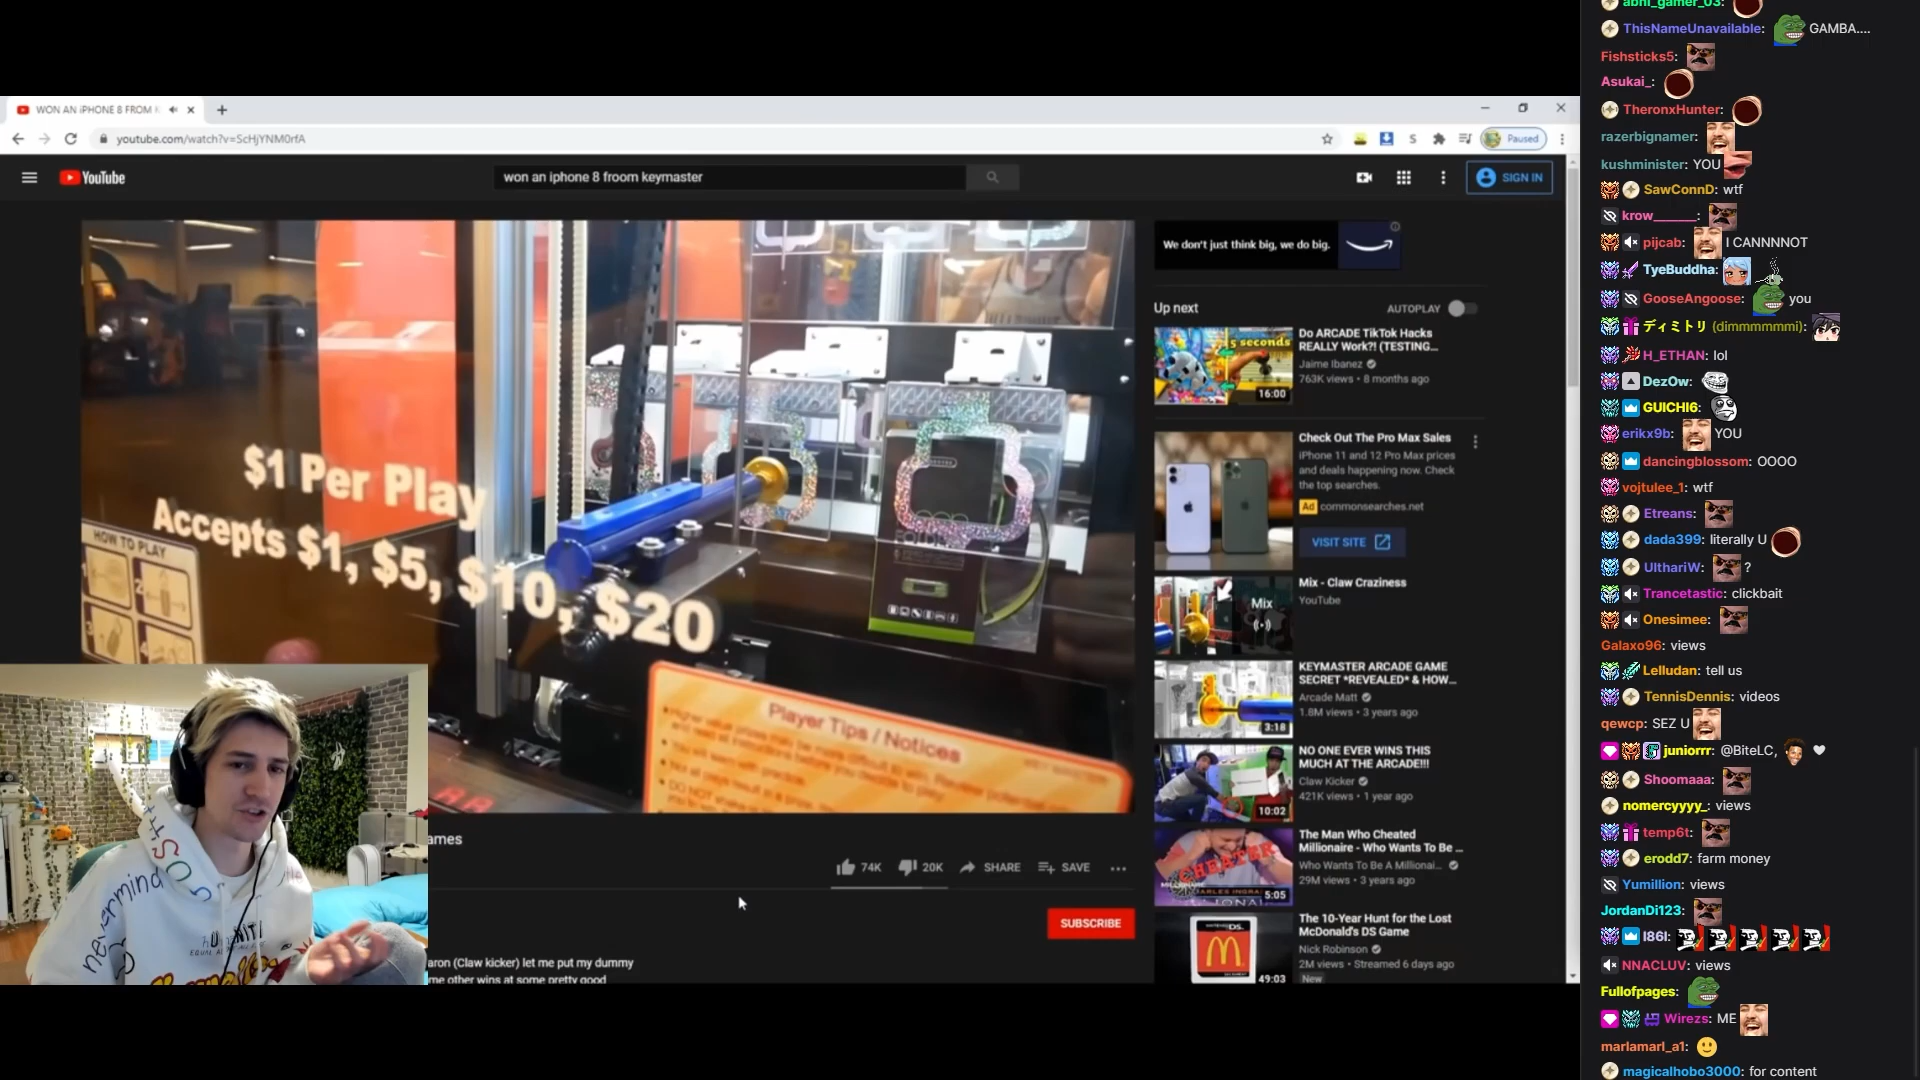 WON AN iPHONE 8 FROM K
youtube.com/watch?v=ScHjYNM0rfA
Paused
YouTube
won an iphone 8 froom keymaster
SIGN IN
$1 Per Play
Accepts $1, $5, $10, $20
HOW TO PLAY
Player Tips / Notices
ames
74K
20K
SHARE
SAVE
SUBSCRIBE
aron (Claw kicker) let me put my dummy
me other wins at some pretty good
nevermind
We don't just think big, we do big.
Up next
AUTOPLAY
5 seconds
16:00
Do ARCADE TikTok Hacks
REALLY Work?! (TESTING...
Jaime Ibanez
763K views • 8 months ago
Check Out The Pro Max Sales
iPhone 11 and 12 Pro Max prices
and deals happening now. Check
the top searches.
Ad commonsearches.net
VISIT SITE
Mix
Mix - Claw Craziness
YouTube
3:18
KEYMASTER ARCADE GAME
SECRET *REVEALED* & HOW...
Arcade Matt
1.8M views • 3 years ago
10:02
NO ONE EVER WINS THIS
MUCH AT THE ARCADE!!!
Claw Kicker
421K views • 1 year ago
CHEATER
5:05
The Man Who Cheated
Millionaire - Who Wants To Be ...
Who Wants To Be A Millionai...
29M views • 3 years ago
49:03
The 10-Year Hunt for the Lost
McDonald's DS Game
Nick Robinson
2M views • Streamed 6 days ago
New
abhi_gamer_03:
ThisNameUnavailable: GAMBA....
Fishsticks5:
Asukai_:
TheronxHunter:
razerbignamer:
kushminister: YOU
SawConnD: wtf
krow_______:
pijcab: I CANNNNOT
TyeBuddha:
GooseAngoose: you
ディミトリ (dimmmmmmi):
H_ETHAN: lol
DezOw:
GUICHI6:
erikx9b: YOU
dancingblossom: OOOO
vojtulee_1: wtf
Etreans:
dada399: literally U
UlthariW: ?
Trancetastic: clickbait
Onesimee:
Galaxo96: views
Lelludan: tell us
TennisDennis: videos
qewcp: SEZ U
juniorrr: @BiteLC,
Shoomaaa:
nomercyyyy_: views
temp6t:
erodd7: farm money
Yumillion: views
JordanDi123:
I86I:
NNACLUV: views
Fullofpages:
Wirezs: ME
marlamarl_a1:
magicalhobo3000: for content